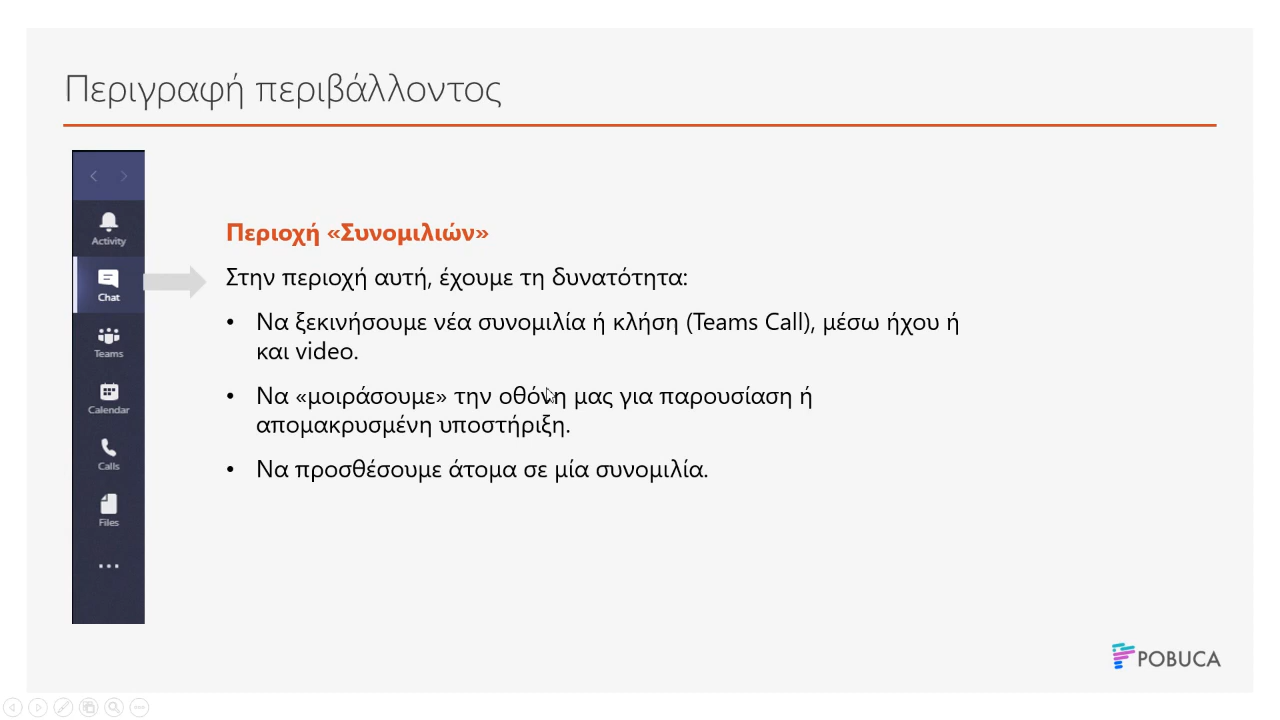 Περιγραφή περιβάλλοντος
Activity
Chat
Teams
Calendar
Calls
Files
Περιοχή «Συνομιλιών»
Στην περιοχή αυτή, έχουμε τη δυνατότητα:
• Να ξεκινήσουμε νέα συνομιλία ή κλήση (Teams Call), μέσω ήχου ή
και video.
• Να «μοιράσουμε» την οθόνη μας για παρουσίαση ή
απομακρυσμένη υποστήριξη.
• Να προσθέσουμε άτομα σε μία συνομιλία.
POBUCA